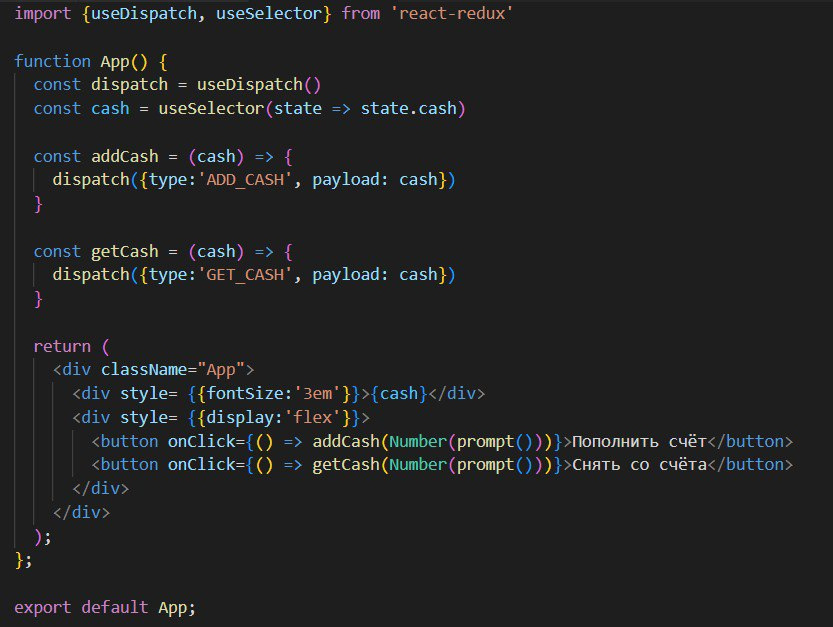 import {useDispatch, useSelector} from 'react-redux'
function App() {
const dispatch = useDispatch()
const cash = useSelector(state => state.cash)
const addCash = (cash) => {
dispatch({type:'ADD_CASH', payload: cash})
}
const getCash = (cash) => {
dispatch({type:'GET_CASH', payload: cash})
}
return (
<div className="App">
<div style= {{fontSize:'3em'}}>{cash}</div>
<div style= {{display:'flex'}}>
<button onClick={() => addCash(Number(prompt()))}>Пополнить счёт</button>
<button onClick={() => getCash(Number(prompt()))}>Снять со счёта</button>
</div>
</div>
);
};
export default App;